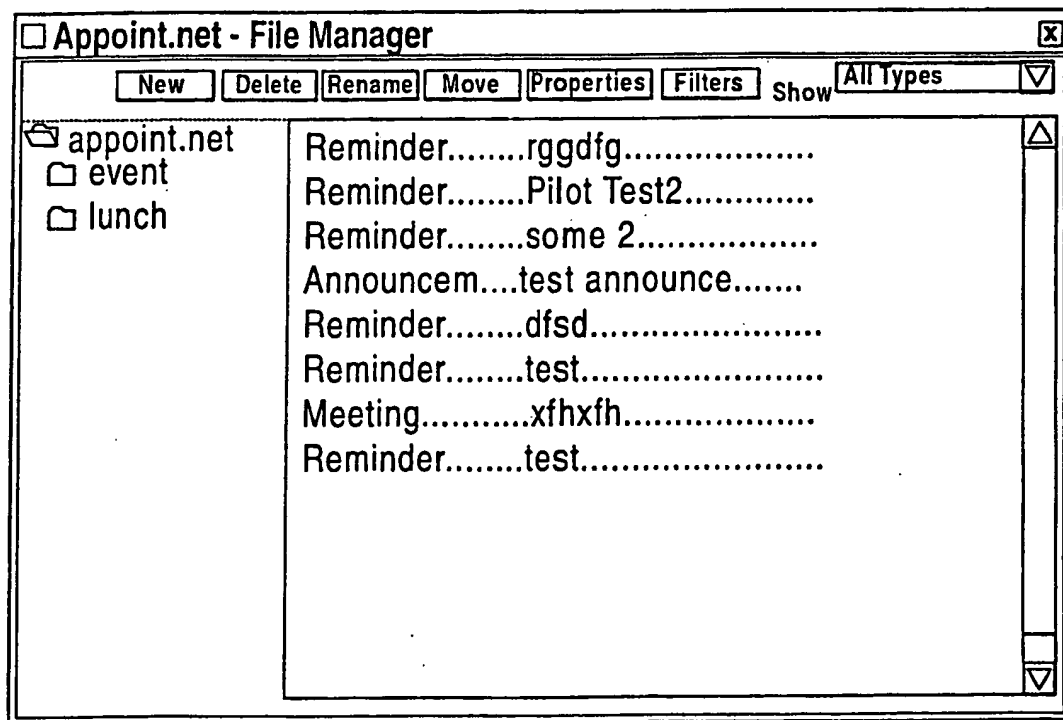 Appoint.net - File Manager
New Delete Rename Move Properties Filters Show All Types
appoint.net
event
lunch
Reminder........rggdfg...................
Reminder........Pilot Test2.............
Reminder........some 2..................
Announcem....test announce.......
Reminder........dfsd.......................
Reminder........test........................
Meeting...........xfhxfh...................
Reminder........test........................